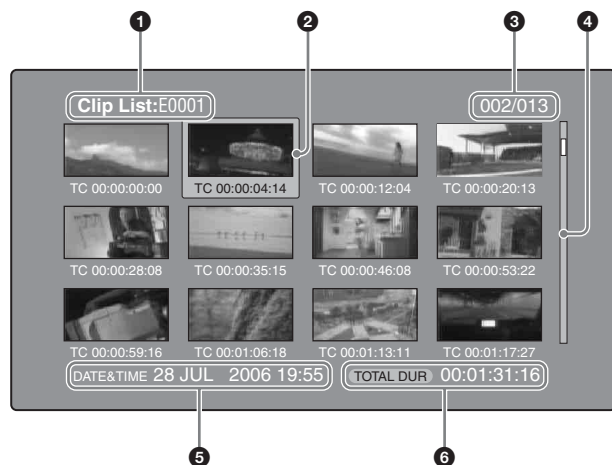 1 2 3 4
Clip List:E0001 002/013
TC 00:00:00:00 TC 00:00:04:14 TC 00:00:12:04 TC 00:00:20:13
TC 00:00:28:08 TC 00:00:35:15 TC 00:00:46:08 TC 00:00:53:22
TC 00:00:59:16 TC 00:01:06:18 TC 00:01:13:11 TC 00:01:17:27
DATE&TIME 28 JUL 2006 19:55 TOTAL DUR 00:01:31:16
5 6